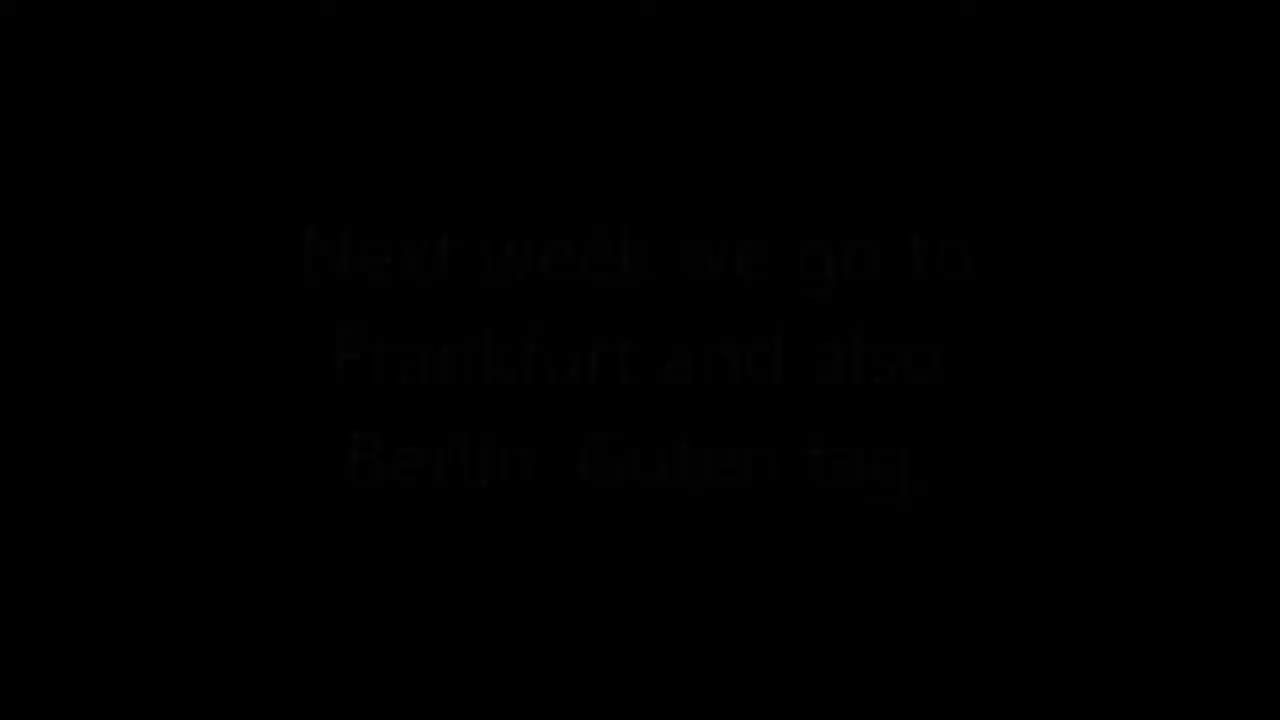 Next week we go to
Frankfurt and also
Berlin. Guten tag.